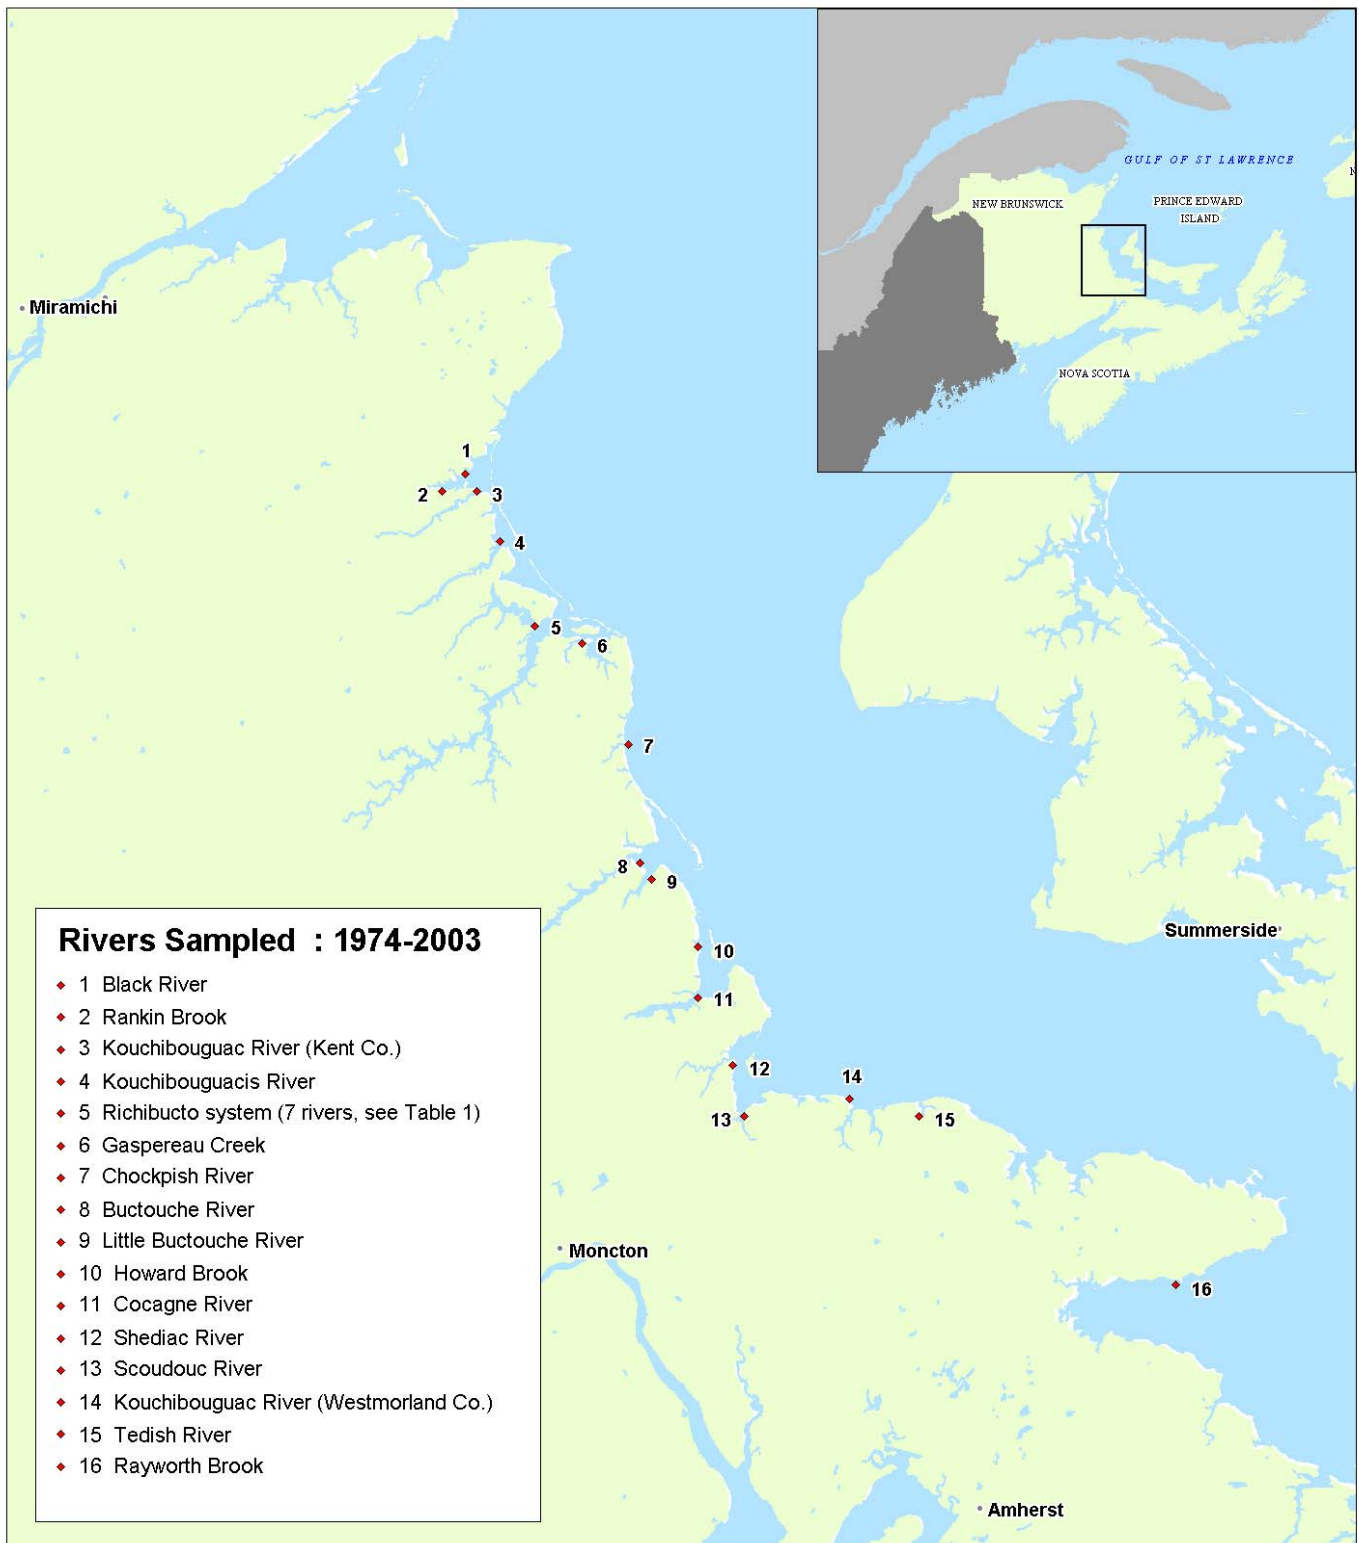 GULF OF ST LAWRENCE
NEW BRUNSWICK
PRINCE EDWARD
ISLAND
NOVA SCOTIA
N
Miramichi
1
2
3
4
5
6
7
8
9
10
11
12
13
14
15
16
Summerside
Moncton
Amherst
Rivers Sampled : 1974-2003
1 Black River
2 Rankin Brook
3 Kouchibouguac River (Kent Co.)
4 Kouchibouguacis River
5 Richibucto system (7 rivers, see Table 1)
6 Gaspereau Creek
7 Chockpish River
8 Buctouche River
9 Little Buctouche River
10 Howard Brook
11 Cocagne River
12 Shediac River
13 Scoudouc River
14 Kouchibouguac River (Westmorland Co.)
15 Tedish River
16 Rayworth Brook